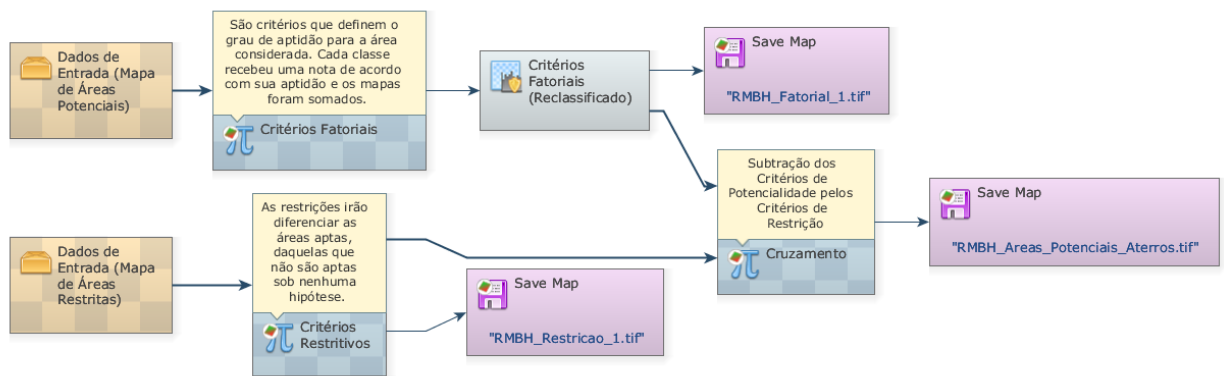 Dados de
Entrada (Mapa
de Áreas
Potenciais)
São critérios que definem o
grau de aptidão para a área
considerada. Cada classe
recebeu uma nota de acordo
com sua aptidão e os mapas
foram somados.
Critérios Fatoriais
Critérios
Fatoriais
(Reclassificado)
Save Map
"RMBH_Fatorial_1.tif"
Dados de
Entrada (Mapa
de Áreas
Restritas)
As restrições irão
diferenciar as
áreas aptas,
daquelas que
não são aptas
sob nenhuma
hipótese.
Critérios
Restritivos
Save Map
"RMBH_Restricao_1.tif"
Subtração dos
Critérios de
Potencialidade pelos
Critérios de
Restrição
Cruzamento
Save Map
"RMBH_Areas_Potenciais_Aterros.tif"